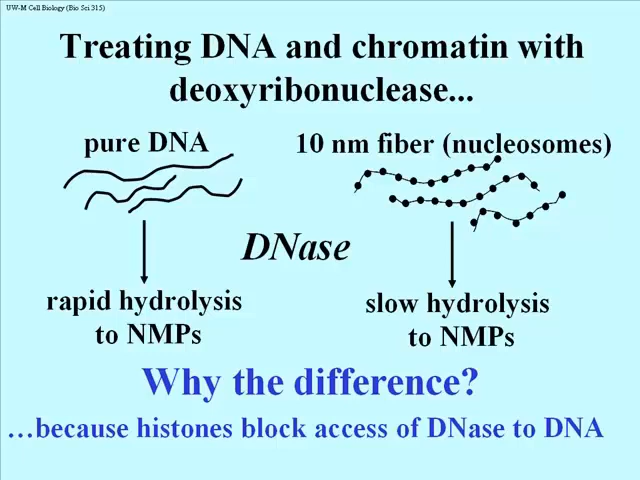 UW-M Cell Biology (Bio Sci 315)
Treating DNA and chromatin with
deoxyribonuclease...
pure DNA
10 nm fiber (nucleosomes)
DNase
rapid hydrolysis
to NMPs
slow hydrolysis
to NMPs
Why the difference?
…because histones block access of DNase to DNA